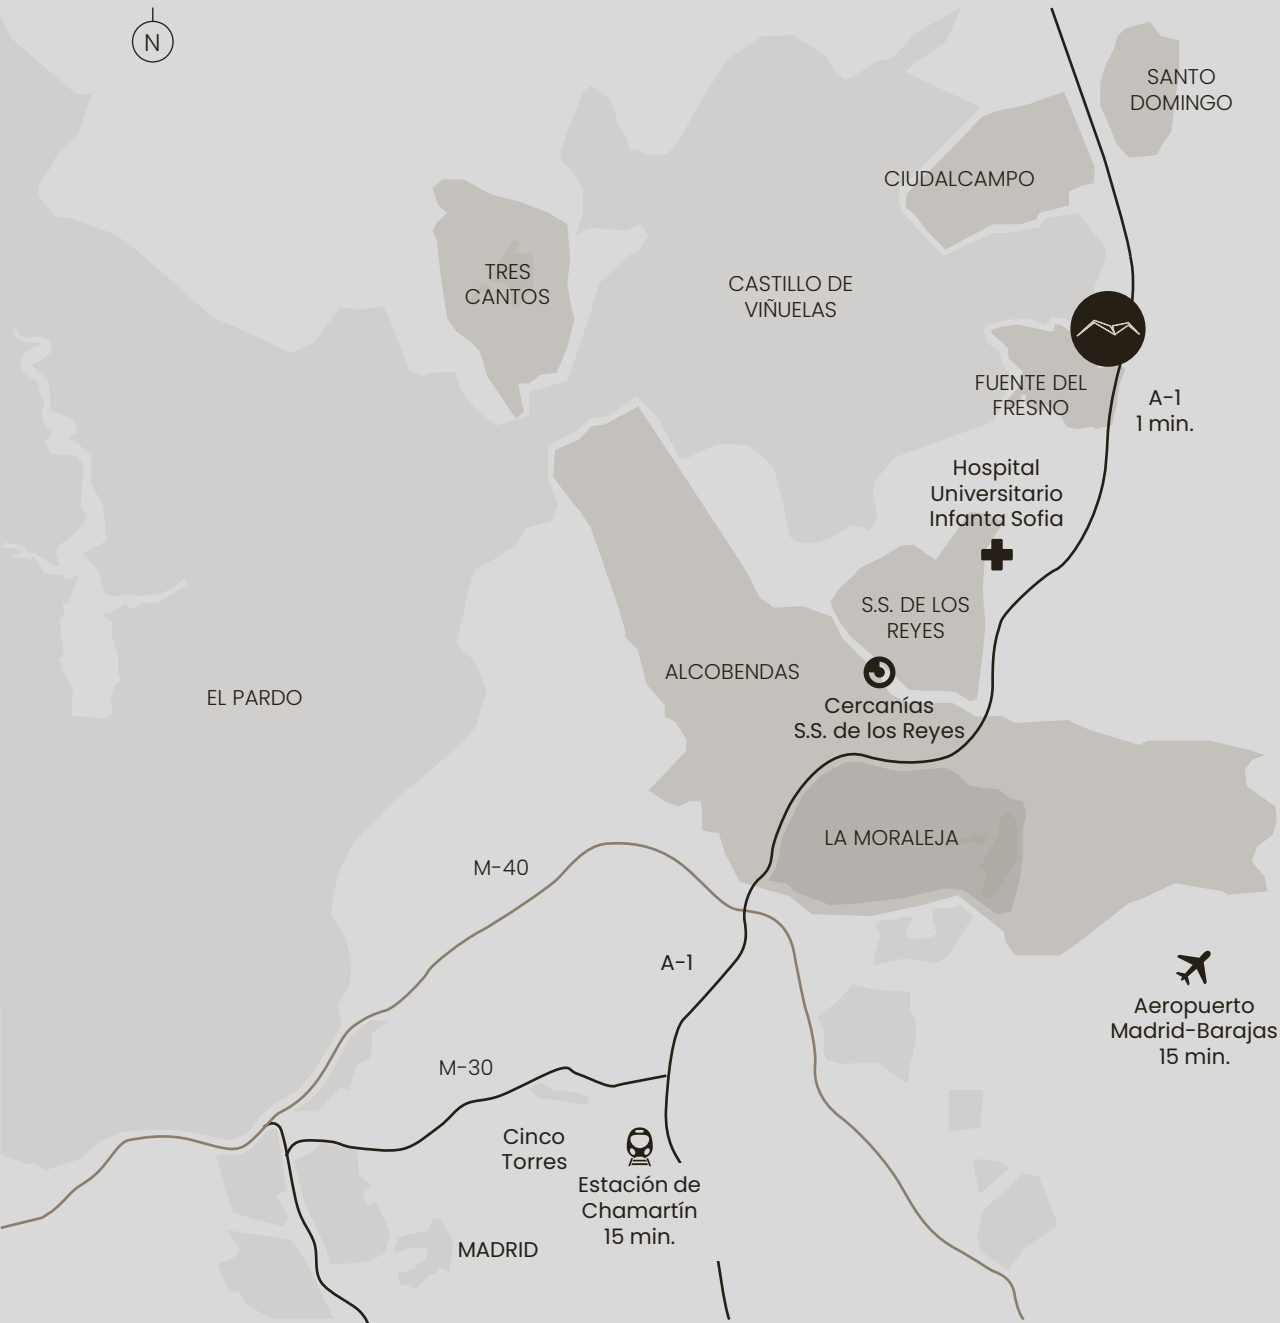 N
SANTO
DOMINGO
CIUDALCAMPO
TRES
CANTOS
CASTILLO DE
VIÑUELAS
FUENTE DEL
FRESNO
A-1
1 min.
Hospital
Universitario
Infanta Sofia
S.S. DE LOS
REYES
ALCOBENDAS
EL PARDO
Cercanías
S.S. de los Reyes
LA MORALEJA
M-40
A-1
Aeropuerto
Madrid-Barajas
15 min.
M-30
Cinco
Torres
Estación de
Chamartín
15 min.
MADRID